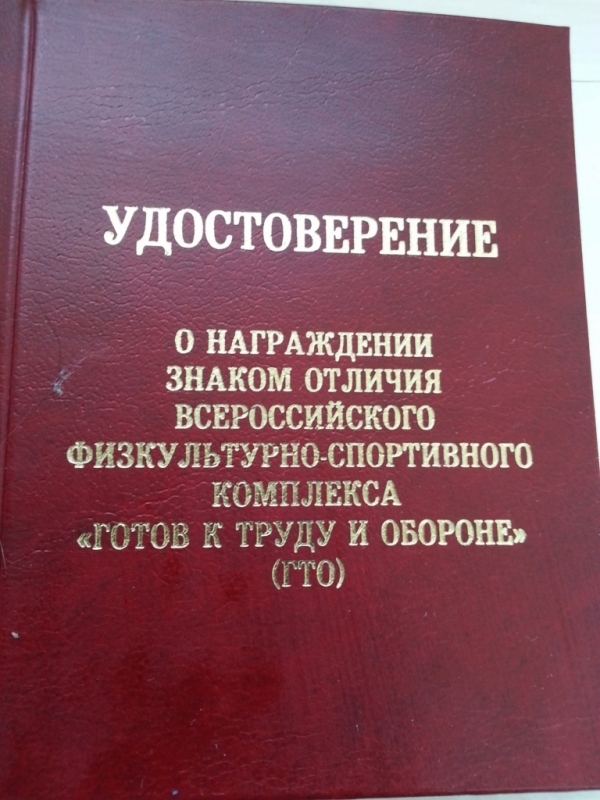 УДОСТОВЕРЕНИЕ
О НАГРАЖДЕНИИ
ЗНАКОМ ОТЛИЧИЯ
ВСЕРОССИЙСКОГО
ФИЗКУЛЬТУРНО-СПОРТИВНОГО
КОМПЛЕКСА
«ГОТОВ К ТРУДУ И ОБОРОНЕ»
(ГТО)